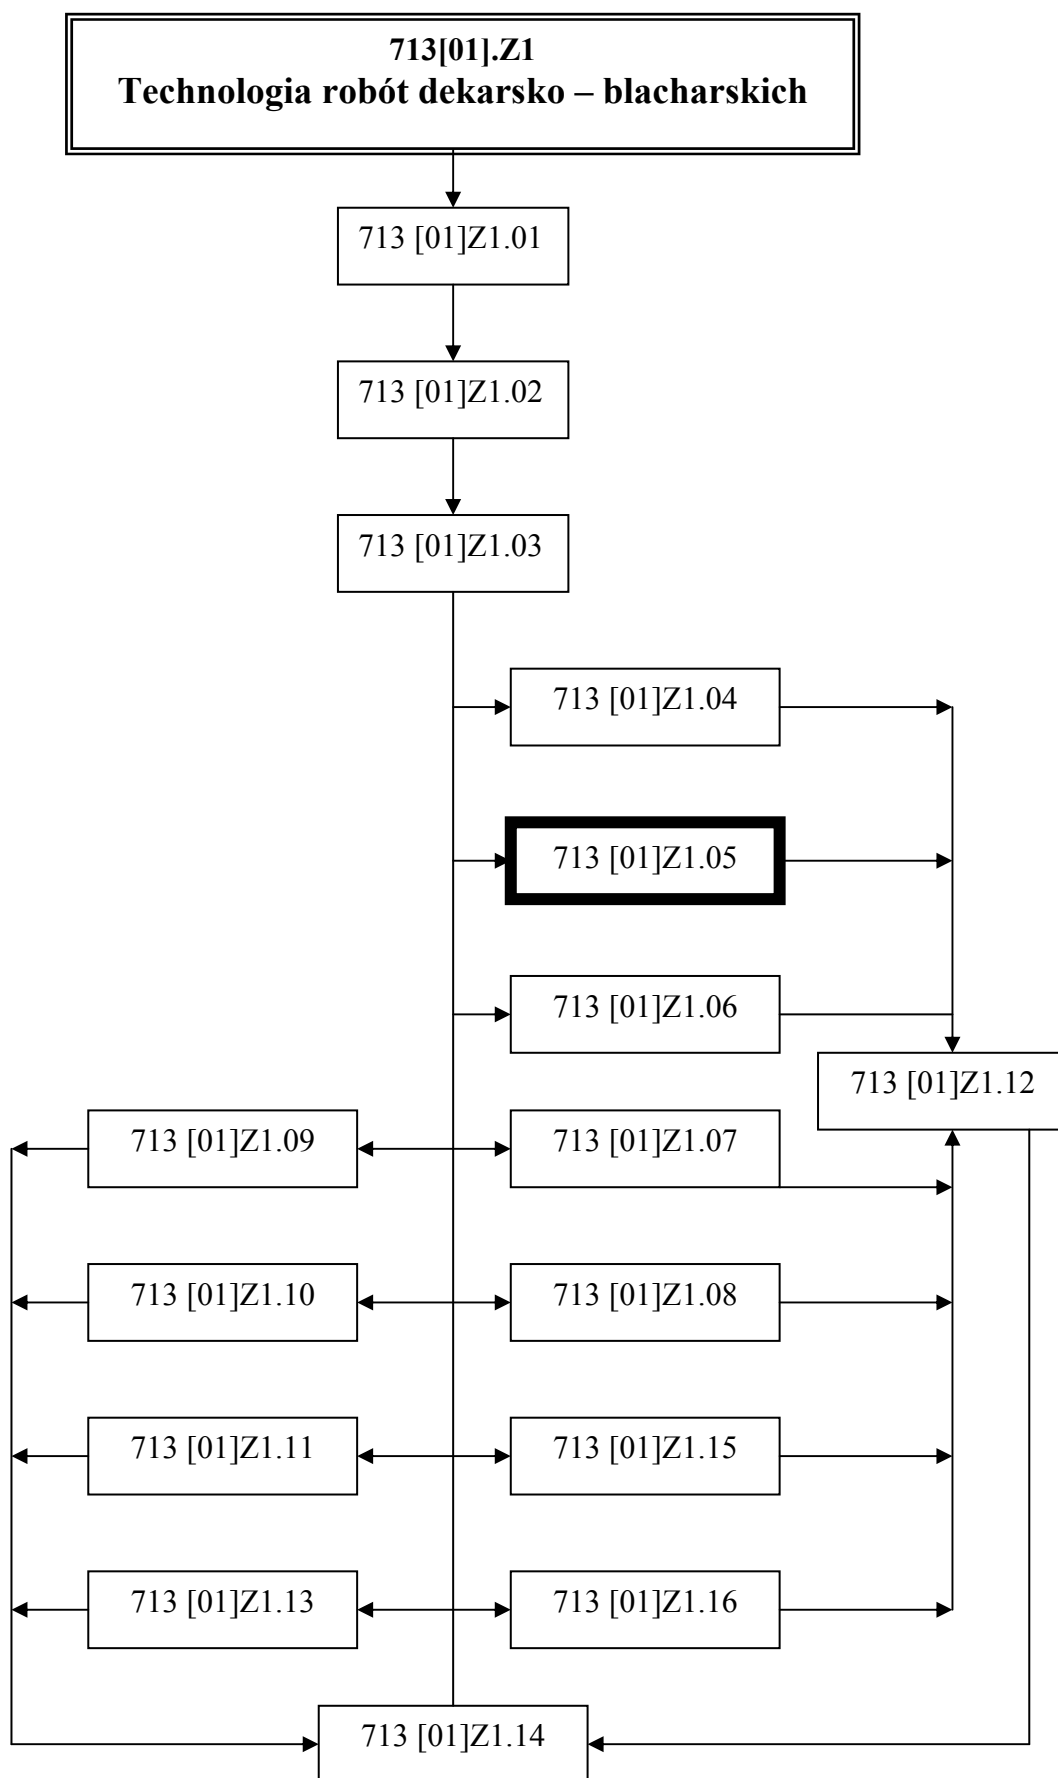 713[01].Z1
Technologia robót dekarsko – blacharskich
713 [01]Z1.01
713 [01]Z1.02
713 [01]Z1.03
713 [01]Z1.04
713 [01]Z1.05
713 [01]Z1.06
713 [01]Z1.12
713 [01]Z1.09
713 [01]Z1.07
713 [01]Z1.10
713 [01]Z1.08
713 [01]Z1.11
713 [01]Z1.15
713 [01]Z1.13
713 [01]Z1.16
713 [01]Z1.14